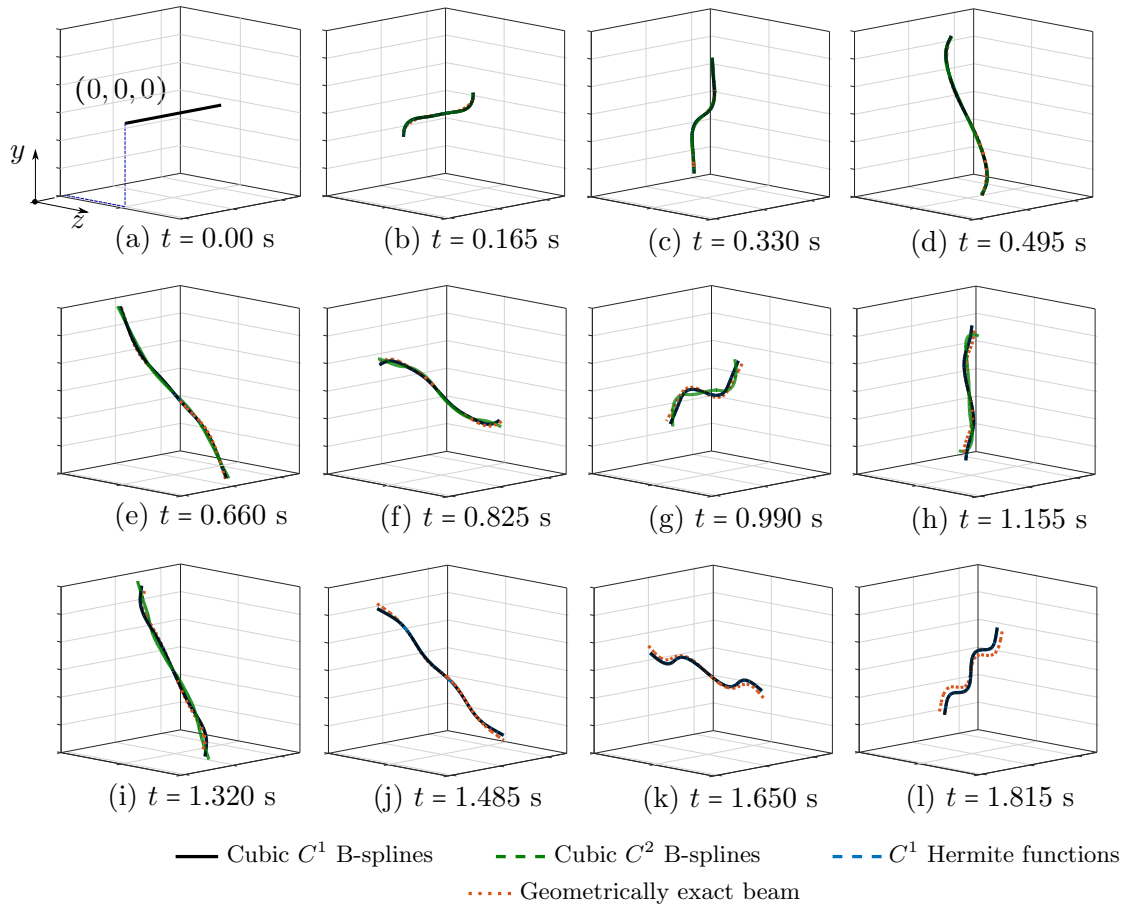 (0, 0, 0)
y
z
(a) t = 0.00 s
(b) t = 0.165 s
(c) t = 0.330 s
(d) t = 0.495 s
(e) t = 0.660 s
(f) t = 0.825 s
(g) t = 0.990 s
(h) t = 1.155 s
(i) t = 1.320 s
(j) t = 1.485 s
(k) t = 1.650 s
(l) t = 1.815 s
Cubic C¹ B-splines
Cubic C² B-splines
C¹ Hermite functions
Geometrically exact beam